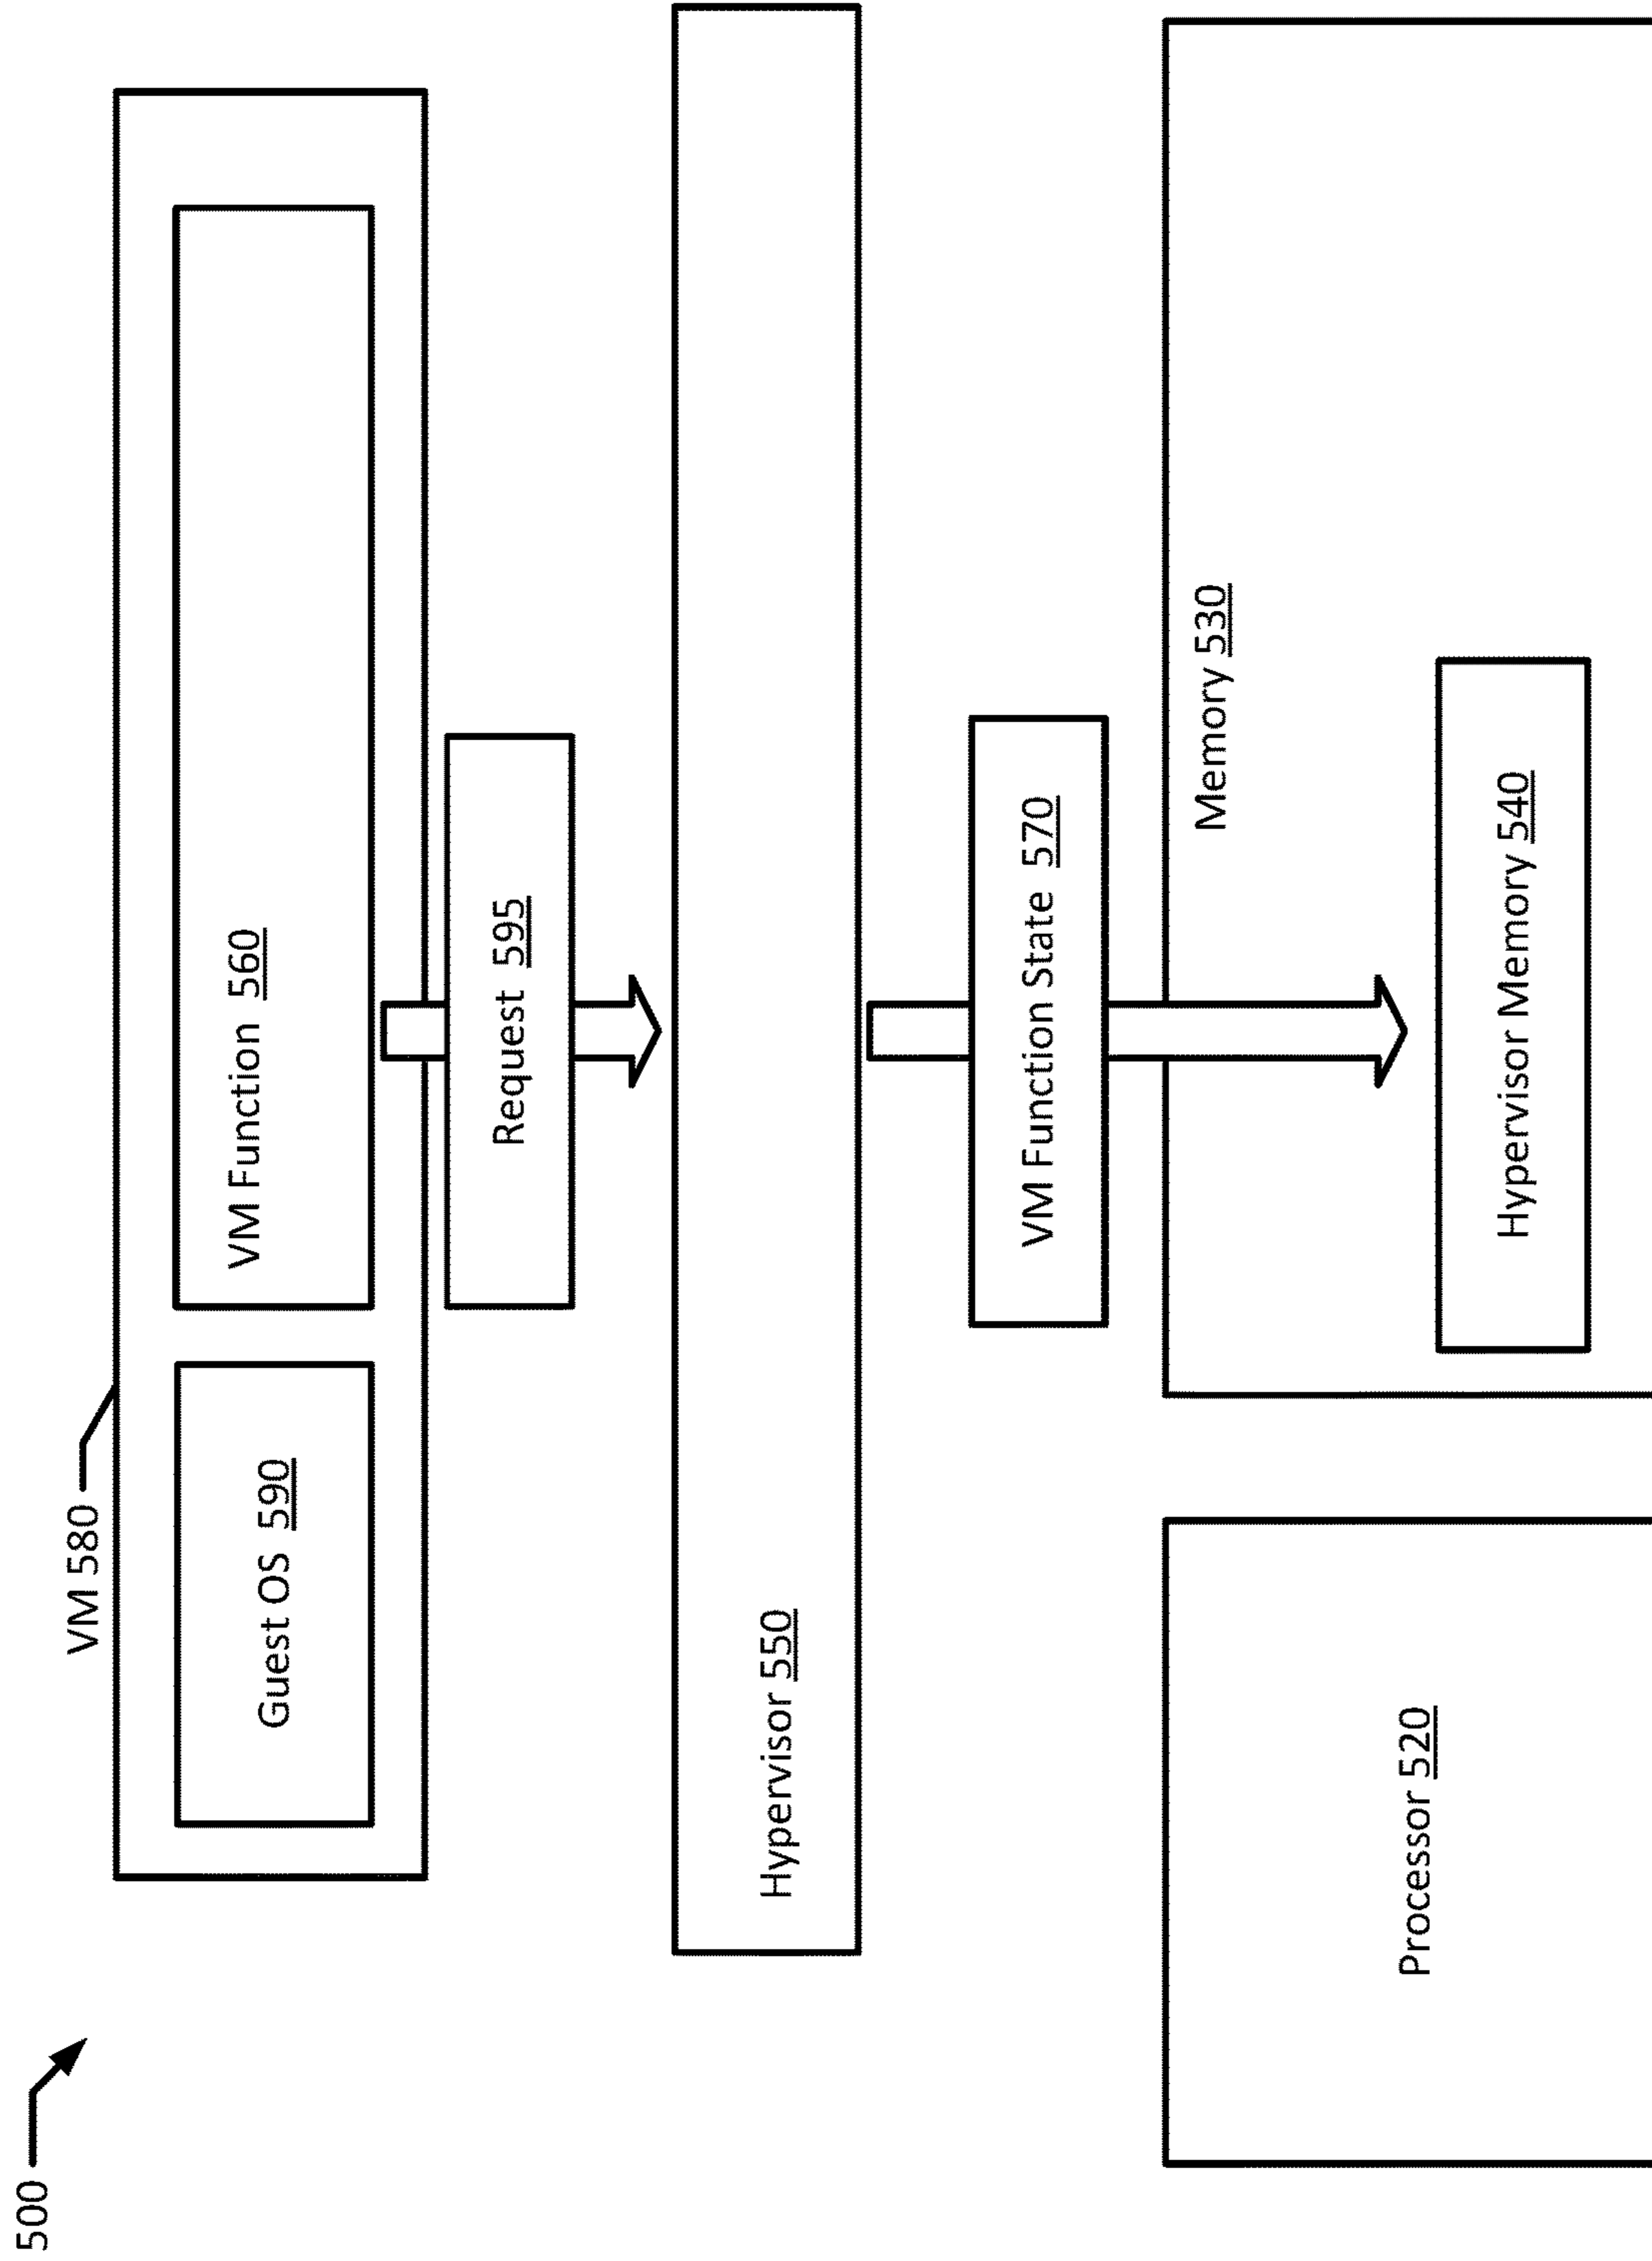 500
VM 580
Guest OS 590
VM Function 560
Request 595
Hypervisor 550
VM Function State 570
Processor 520
Memory 530
Hypervisor Memory 540